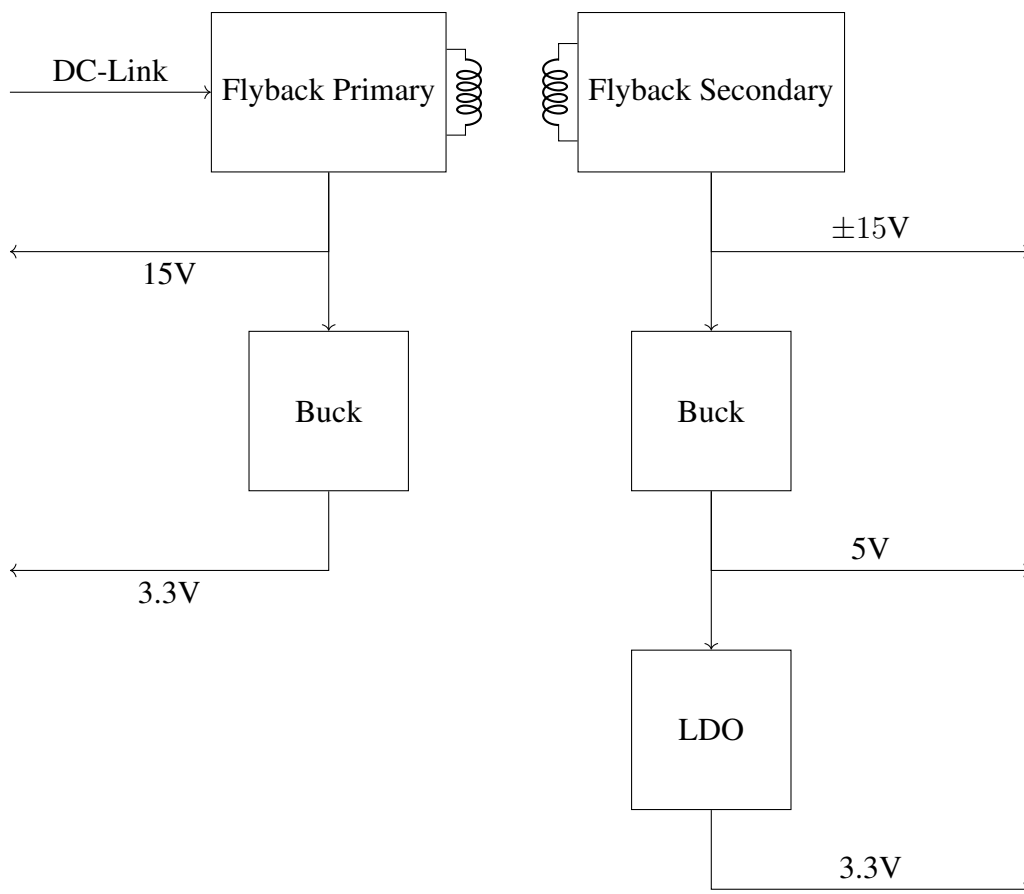 DC-Link
Flyback Primary
Flyback Secondary
±15V
15V
Buck
Buck
5V
3.3V
LDO
3.3V